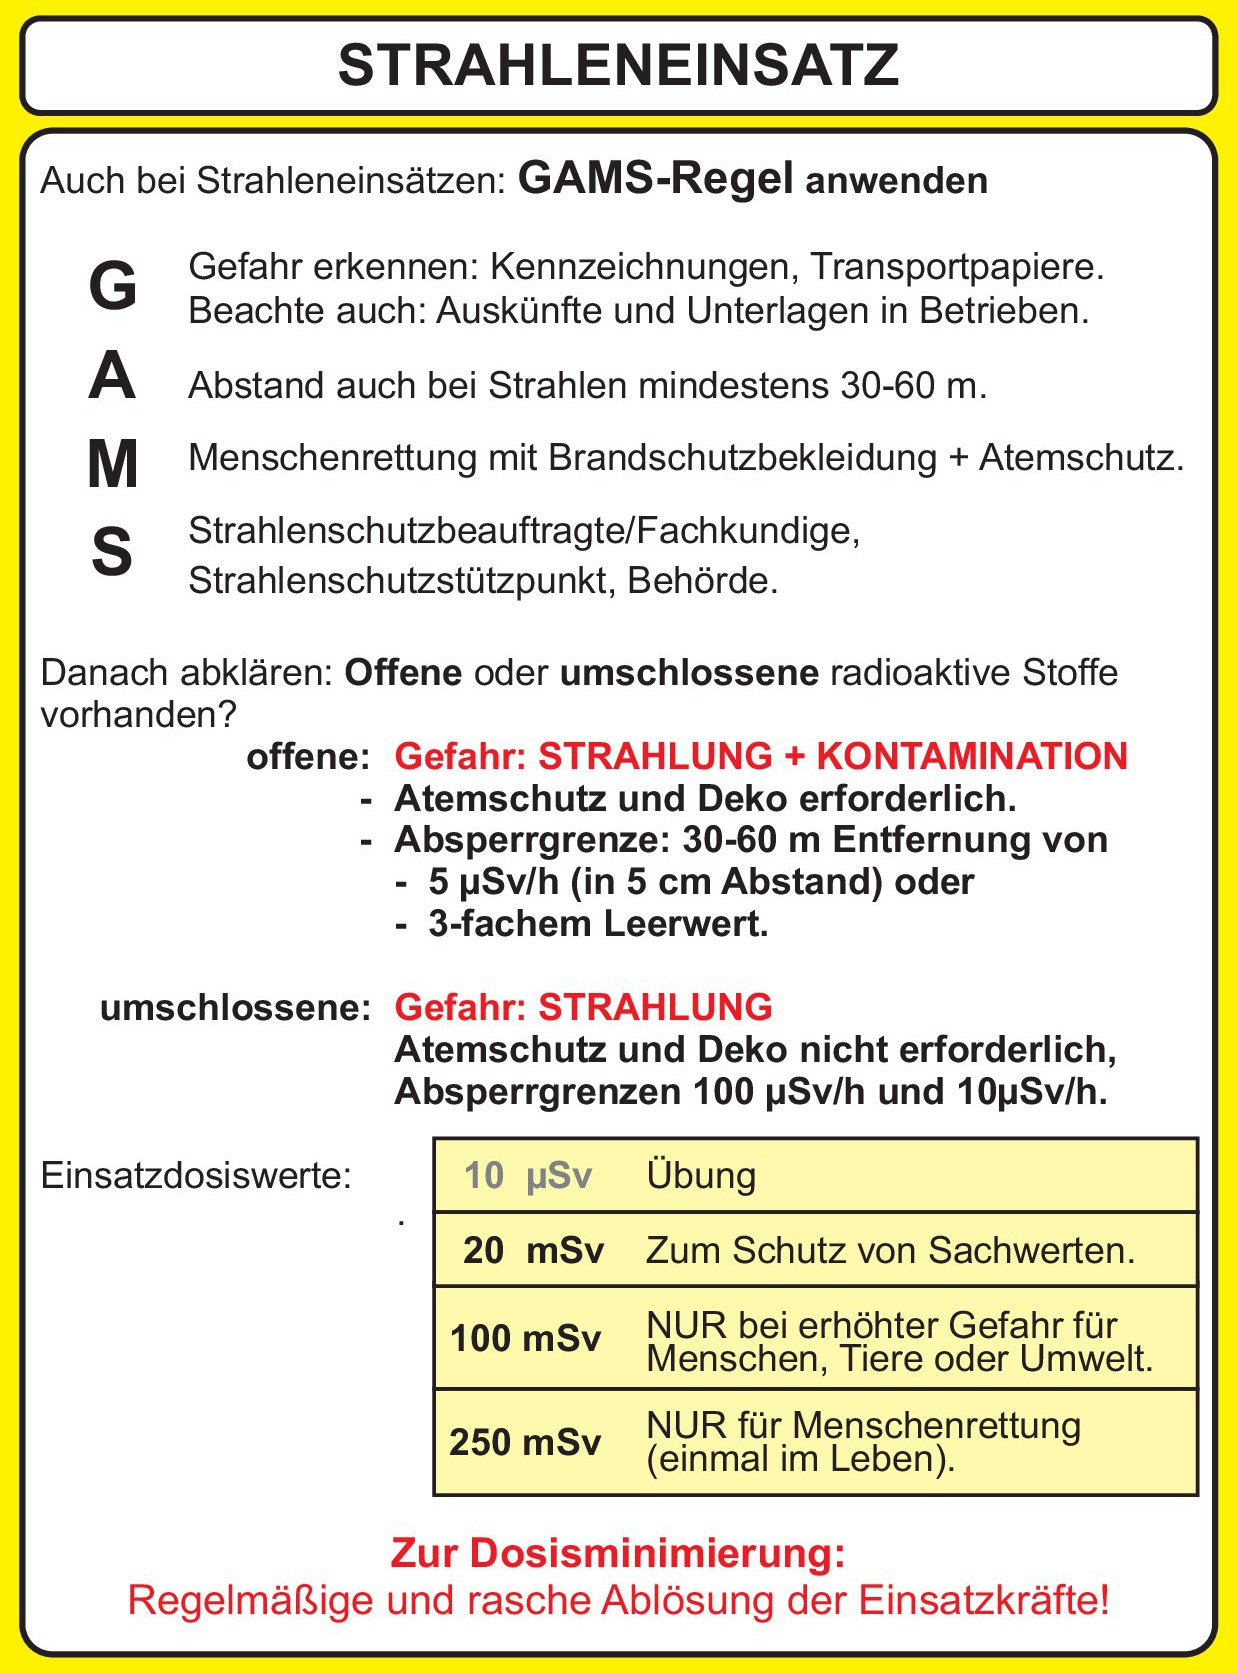 STRAHLENEINSATZ
Auch bei Strahleneinsätzen: GAMS-Regel anwenden
G Gefahr erkennen: Kennzeichnungen, Transportpapiere.
Beachte auch: Auskünfte und Unterlagen in Betrieben.
A Abstand auch bei Strahlen mindestens 30-60 m.
M Menschenrettung mit Brandschutzbekleidung + Atemschutz.
S Strahlenschutzbeauftragte/Fachkundige,
Strahlenschutzstützpunkt, Behörde.
Danach abklären: Offene oder umschlossene radioaktive Stoffe
vorhanden?
offene: Gefahr: STRAHLUNG + KONTAMINATION
- Atemschutz und Deko erforderlich.
- Absperrgrenze: 30-60 m Entfernung von
- 5 µSv/h (in 5 cm Abstand) oder
- 3-fachem Leerwert.
umschlossene: Gefahr: STRAHLUNG
Atemschutz und Deko nicht erforderlich,
Absperrgrenzen 100 µSv/h und 10µSv/h.
Einsatzdosiswerte: 10 µSv Übung
.
20 mSv Zum Schutz von Sachwerten.
100 mSv NUR bei erhöhter Gefahr für
Menschen, Tiere oder Umwelt.
250 mSv NUR für Menschenrettung
(einmal im Leben).
Zur Dosisminimierung:
Regelmäßige und rasche Ablösung der Einsatzkräfte!